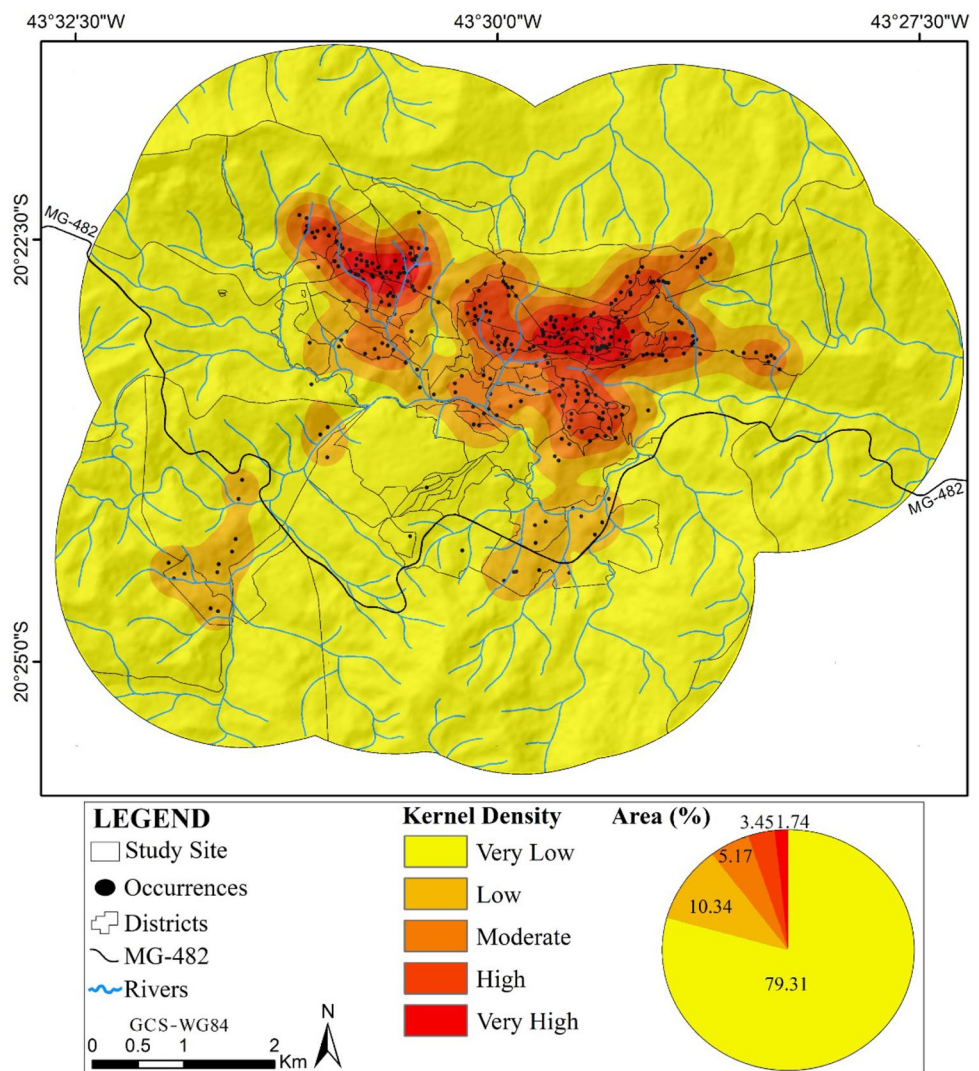 43°32'30"W 43°30'0"W 43°27'30"W
20°22'30"S
20°25'0"S
MG-482
MG-482
LEGEND
Study Site
Occurrences
Districts
MG-482
Rivers
GCS-WG84
0 0.5 1 2
Km
N
Kernel Density
Very Low
Low
Moderate
High
Very High
Area (%)
3.45 1.74
5.17
10.34
79.31